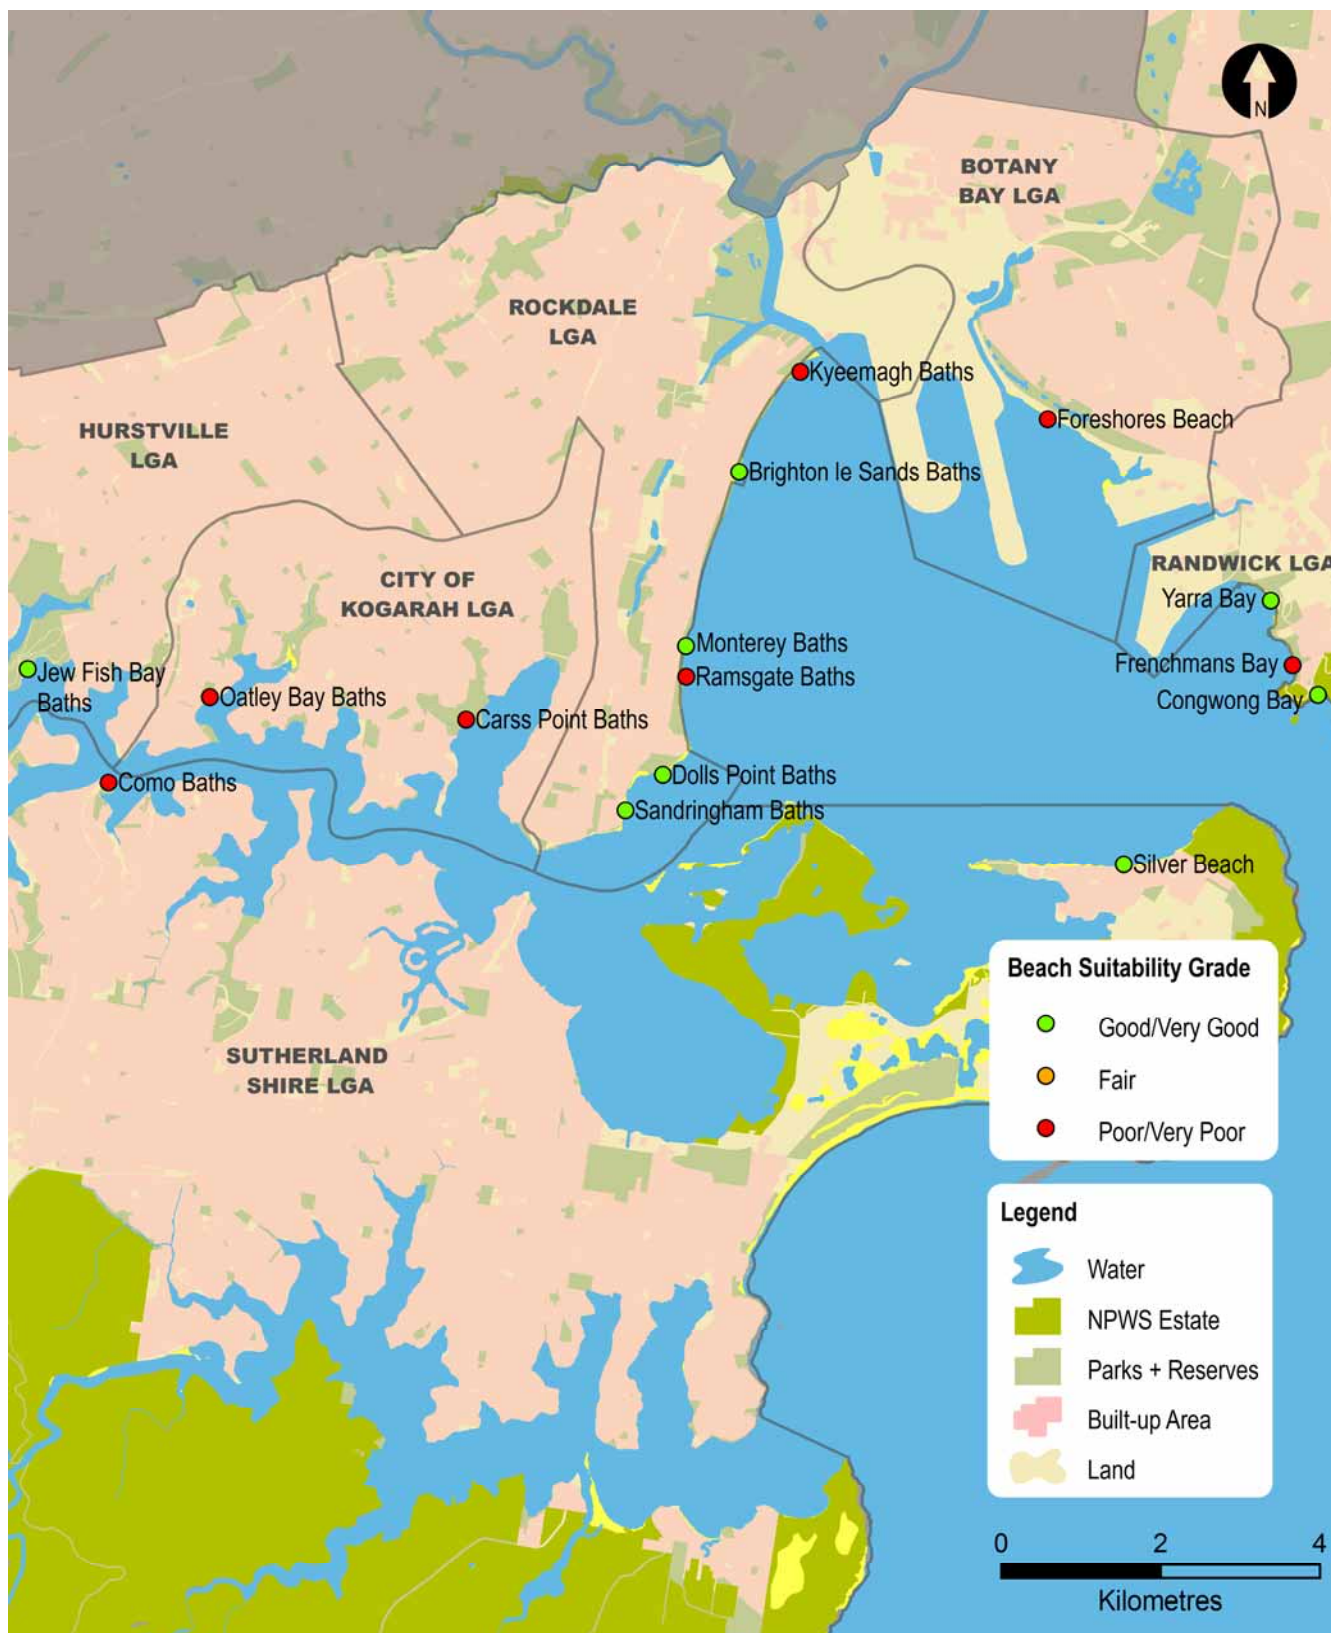 N
BOTANY
BAY LGA
ROCKDALE
LGA
Kyeemagh Baths
Foreshores Beach
HURSTVILLE
LGA
Brighton le Sands Baths
RANDWICK LGA
CITY OF
KOGARAH LGA
Yarra Bay
Monterey Baths
Frenchmans Bay
Jew Fish Bay
Baths
Ramsgate Baths
Oatley Bay Baths
Congwong Bay
Carss Point Baths
Dolls Point Baths
Como Baths
Sandringham Baths
Silver Beach
SUTHERLAND
SHIRE LGA
Beach Suitability Grade
Good/Very Good
Fair
Poor/Very Poor
Legend
Water
NPWS Estate
Parks + Reserves
Built-up Area
Land
0 2 4
Kilometres